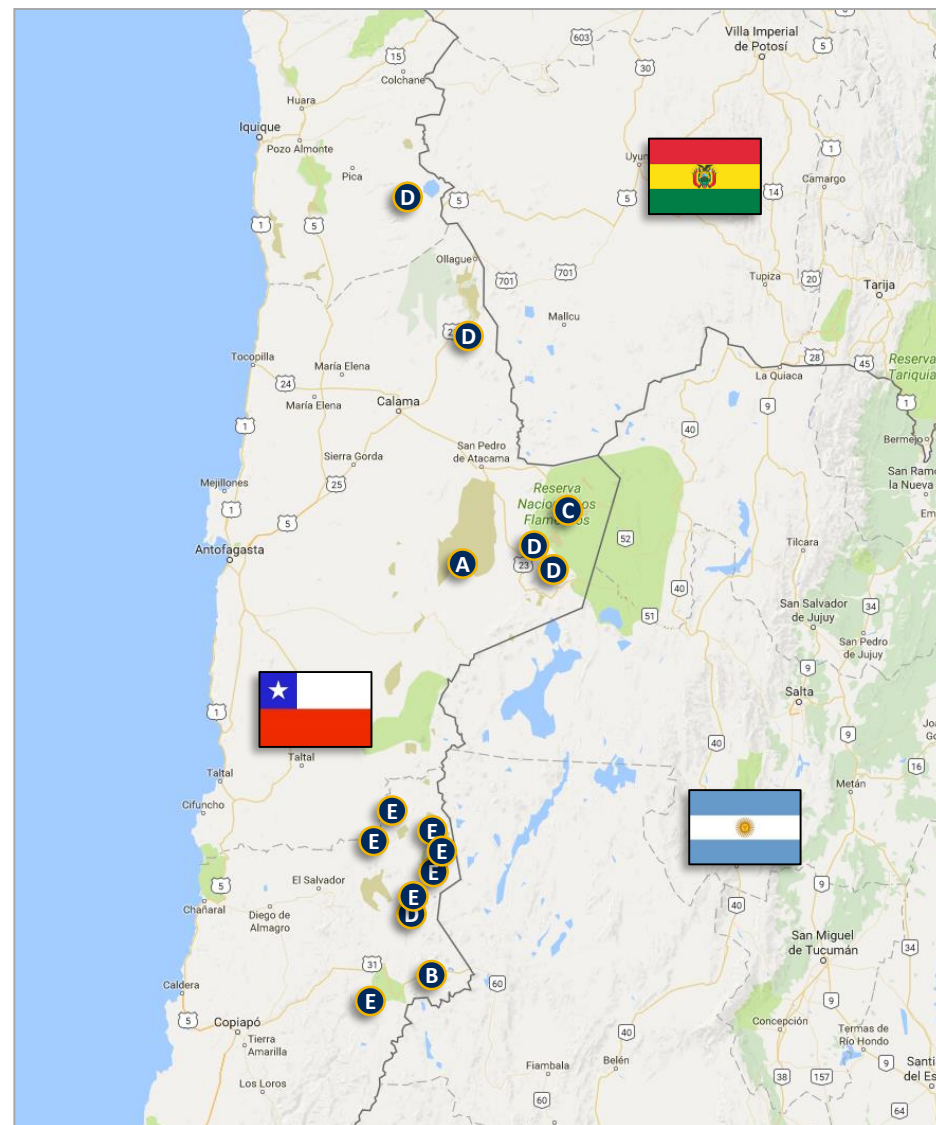 Villa Imperial
de Potosí
603
5
15
Colchane
30
Huara
Iquique
1
Pozo Almonte
Camargo
Pica
D
5
5
14
1
5
Ollague
701
701
Tupiza
20
Tarija
Mallcu
D
28
45
Reserva
Tariquía
Tocopilla
María Elena
24
La Quiaca
9
María Elena
Calama
1
1
40
San Pedro
de Atacama
Bermejo
Sierra Gorda
25
Mejillones
Reserva
C
1
5
52
D
Tilcara
Antofagasta
A
23
D
40
51
San Salvador
de Jujuy
34
San Pedro
de Jujuy
9
Salta
1
40
9
Taltal
16
Taltal
Metán
Cifuncho
E
E
E
E
E
El Salvador
5
E
9
D
Chañaral
Diego de
Almagro
40
San Miguel
de Tucumán
34
31
B
60
Caldera
E
9
5
Copiapó
Concepción
Tierra
Amarilla
40
Termas de
Río Hondo
Belén
Fiambala
9
Los Loros
38
157
60
64